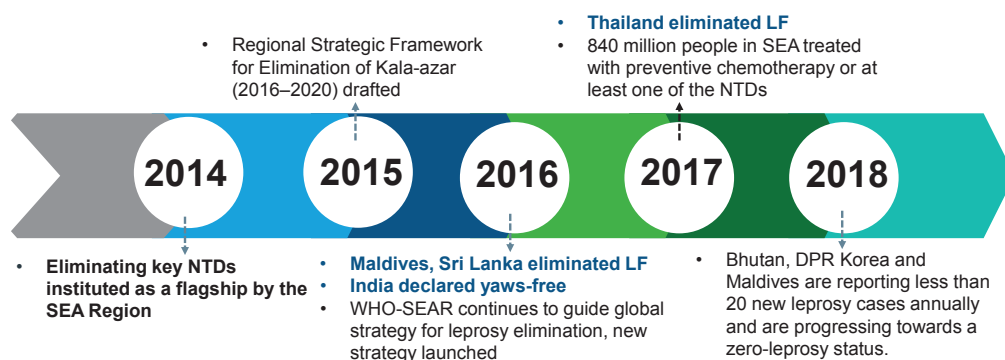 • Regional Strategic Framework
for Elimination of Kala-azar
(2016–2020) drafted
• Thailand eliminated LF
• 840 million people in SEA treated
with preventive chemotherapy or at
least one of the NTDs
2014
2015
2016
2017
2018
• Eliminating key NTDs
instituted as a flagship by the
SEA Region
• Maldives, Sri Lanka eliminated LF
• India declared yaws-free
• WHO-SEAR continues to guide global
strategy for leprosy elimination, new
strategy launched
• Bhutan, DPR Korea and
Maldives are reporting less than
20 new leprosy cases annually
and are progressing towards a
zero-leprosy status.